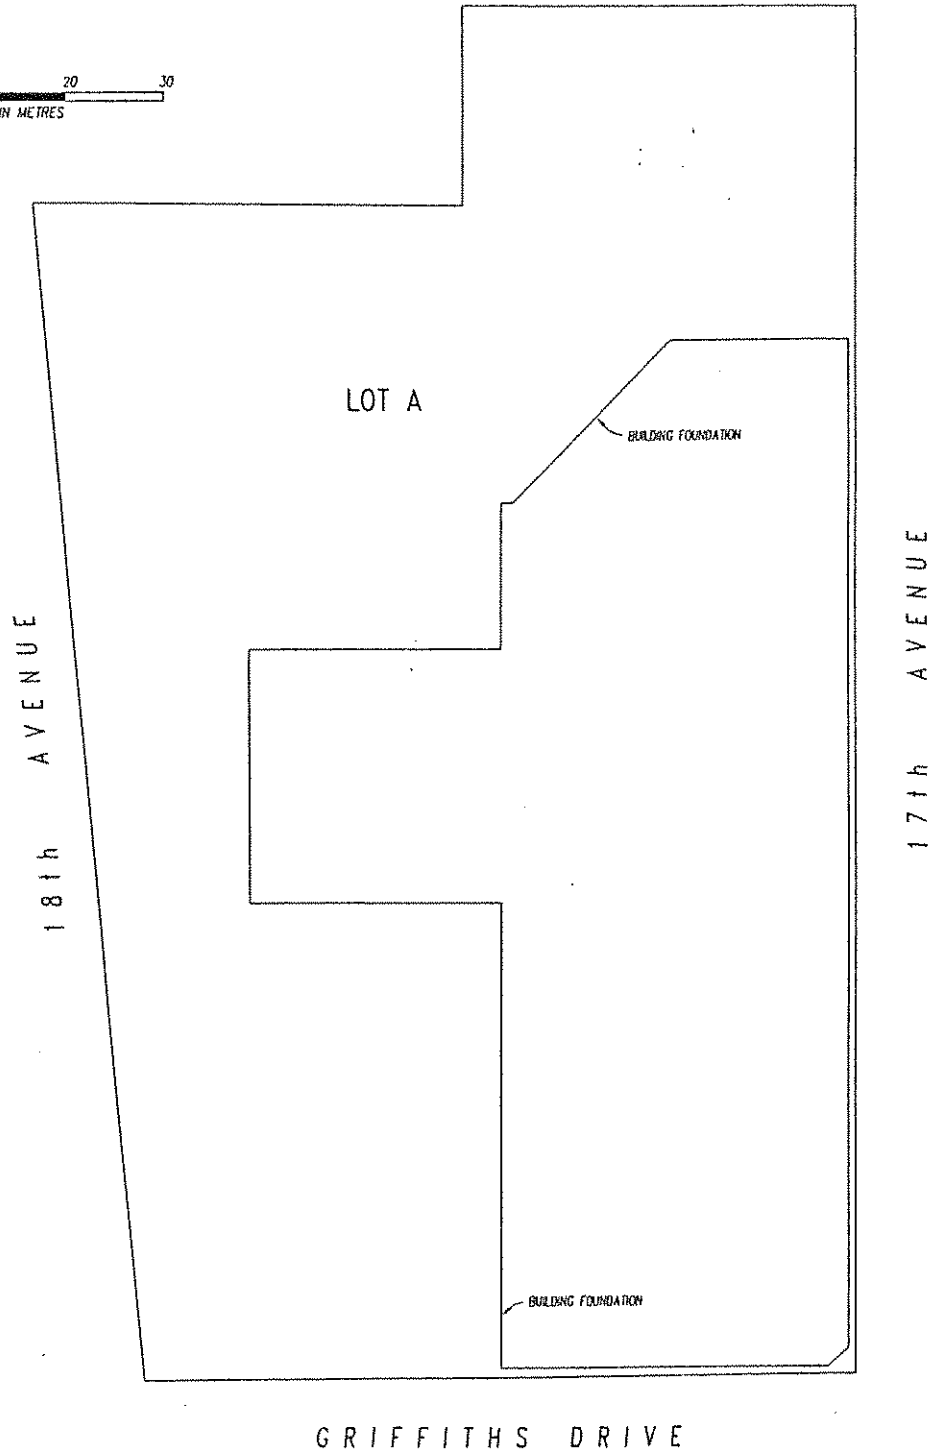 20 30
IN METRES
LOT A
BUILDING FOUNDATION
17th AVENUE
18th AVENUE
BUILDING FOUNDATION
GRIFFITHS DRIVE